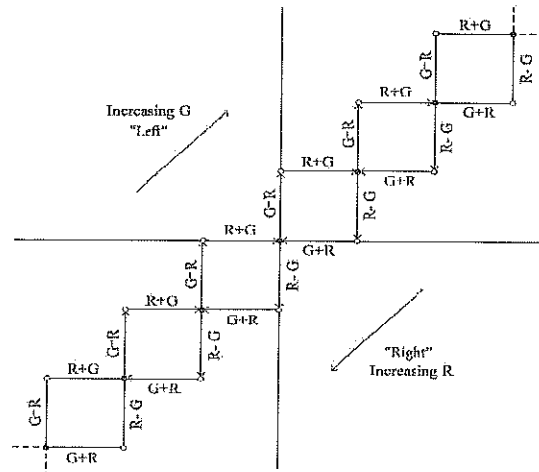 R+G
G-R
R- G
R+G
G+R
Increasing G
"Left"
G-R
R- G
R+G
G+R
G-R
R- G
R+G
G+R
G-R
R- G
R+G
G+R
G-R
R- G
R+G
G+R
"Right"
Increasing R
G-R
R- G
G+R